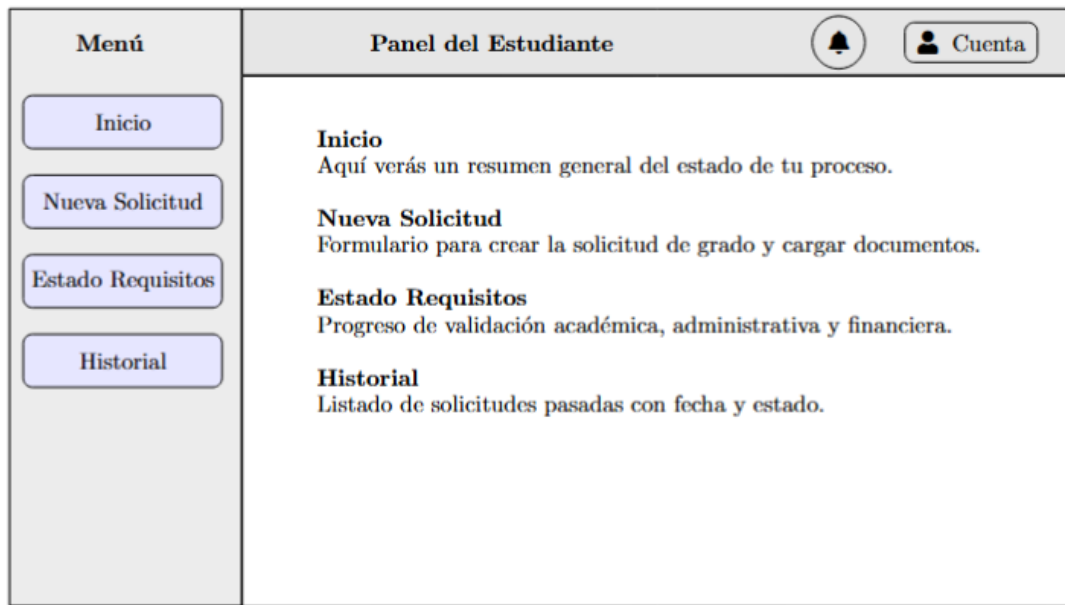 Menú
Panel del Estudiante
Cuenta
Inicio
Nueva Solicitud
Estado Requisitos
Historial
Inicio
Aquí verás un resumen general del estado de tu proceso.
Nueva Solicitud
Formulario para crear la solicitud de grado y cargar documentos.
Estado Requisitos
Progreso de validación académica, administrativa y financiera.
Historial
Listado de solicitudes pasadas con fecha y estado.